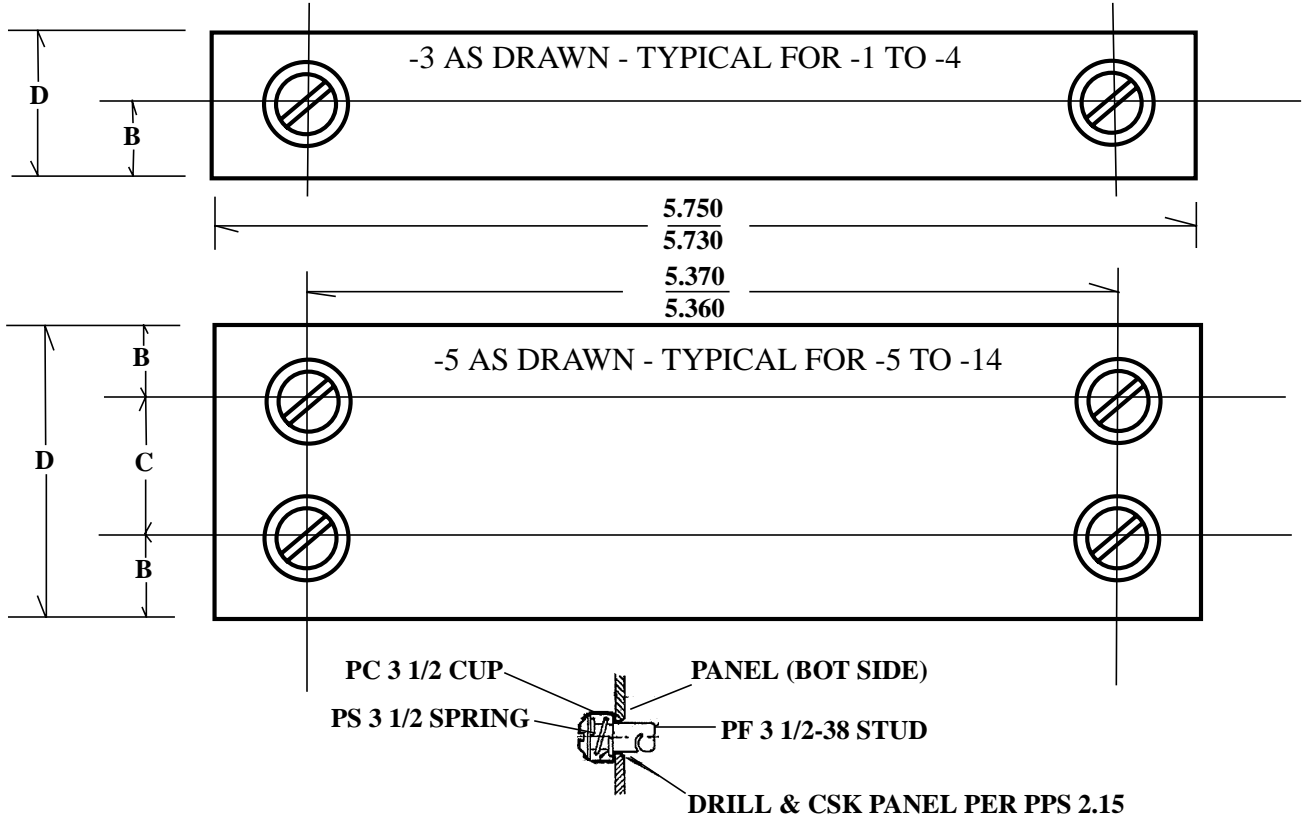 -3 AS DRAWN - TYPICAL FOR -1 TO -4
D
B
5.750
5.730
5.370
5.360
-5 AS DRAWN - TYPICAL FOR -5 TO -14
B
D
C
B
PC 3 1/2 CUP
PANEL (BOT SIDE)
PS 3 1/2 SPRING
PF 3 1/2-38 STUD
DRILL & CSK PANEL PER PPS 2.15